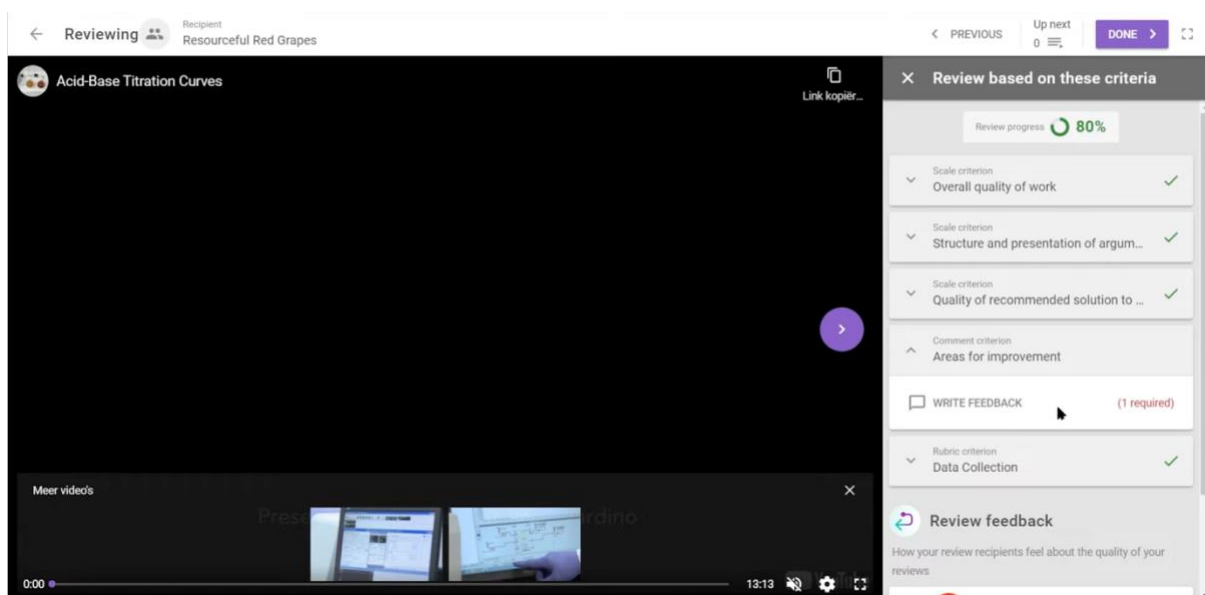 Reviewing
Recipient
Resourceful Red Grapes
PREVIOUS
Up next
0
DONE
Acid-Base Titration Curves
Link kopiër...
Review based on these criteria
Review progress 80%
Scale criterion
Overall quality of work
Scale criterion
Structure and presentation of argum...
Scale criterion
Quality of recommended solution to ...
Comment criterion
Areas for improvement
WRITE FEEDBACK (1 required)
Rubric criterion
Data Collection
Meer video's
Prese
rdino
0:00
13:13
YouTube
Review feedback
How your review recipients feel about the quality of your
reviews